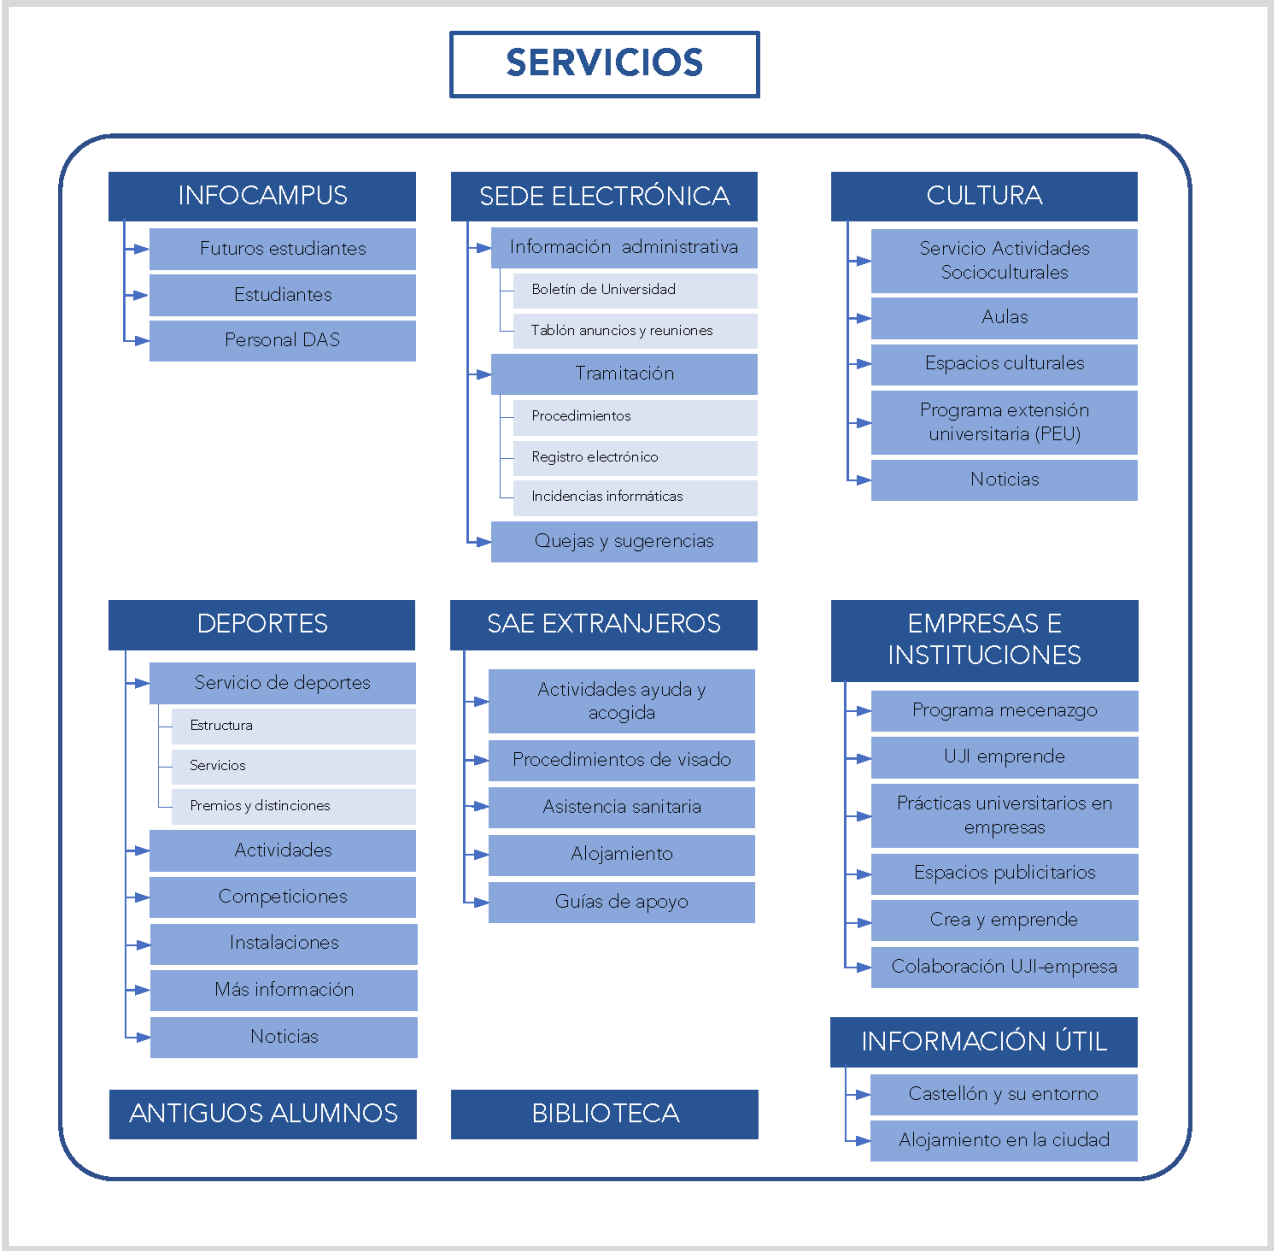 SERVICIOS
INFOCAMPUS
Futuros estudiantes
Estudiantes
Personal DAS
SEDE ELECTRÓNICA
Información administrativa
Boletín de Universidad
Tablón anuncios y reuniones
Tramitación
Procedimientos
Registro electrónico
Incidencias informáticas
Quejas y sugerencias
CULTURA
Servicio Actividades
Socioculturales
Aulas
Espacios culturales
Programa extensión
universitaria (PEU)
Noticias
DEPORTES
Servicio de deportes
Estructura
Servicios
Premios y distinciones
Actividades
Competiciones
Instalaciones
Más información
Noticias
SAE EXTRANJEROS
Actividades ayuda y
acogida
Procedimientos de visado
Asistencia sanitaria
Alojamiento
Guías de apoyo
EMPRESAS E
INSTITUCIONES
Programa mecenazgo
UJI emprende
Prácticas universitarios en
empresas
Espacios publicitarios
Crea y emprende
Colaboración UJI-empresa
INFORMACIÓN ÚTIL
Castellón y su entorno
Alojamiento en la ciudad
ANTIGUOS ALUMNOS
BIBLIOTECA